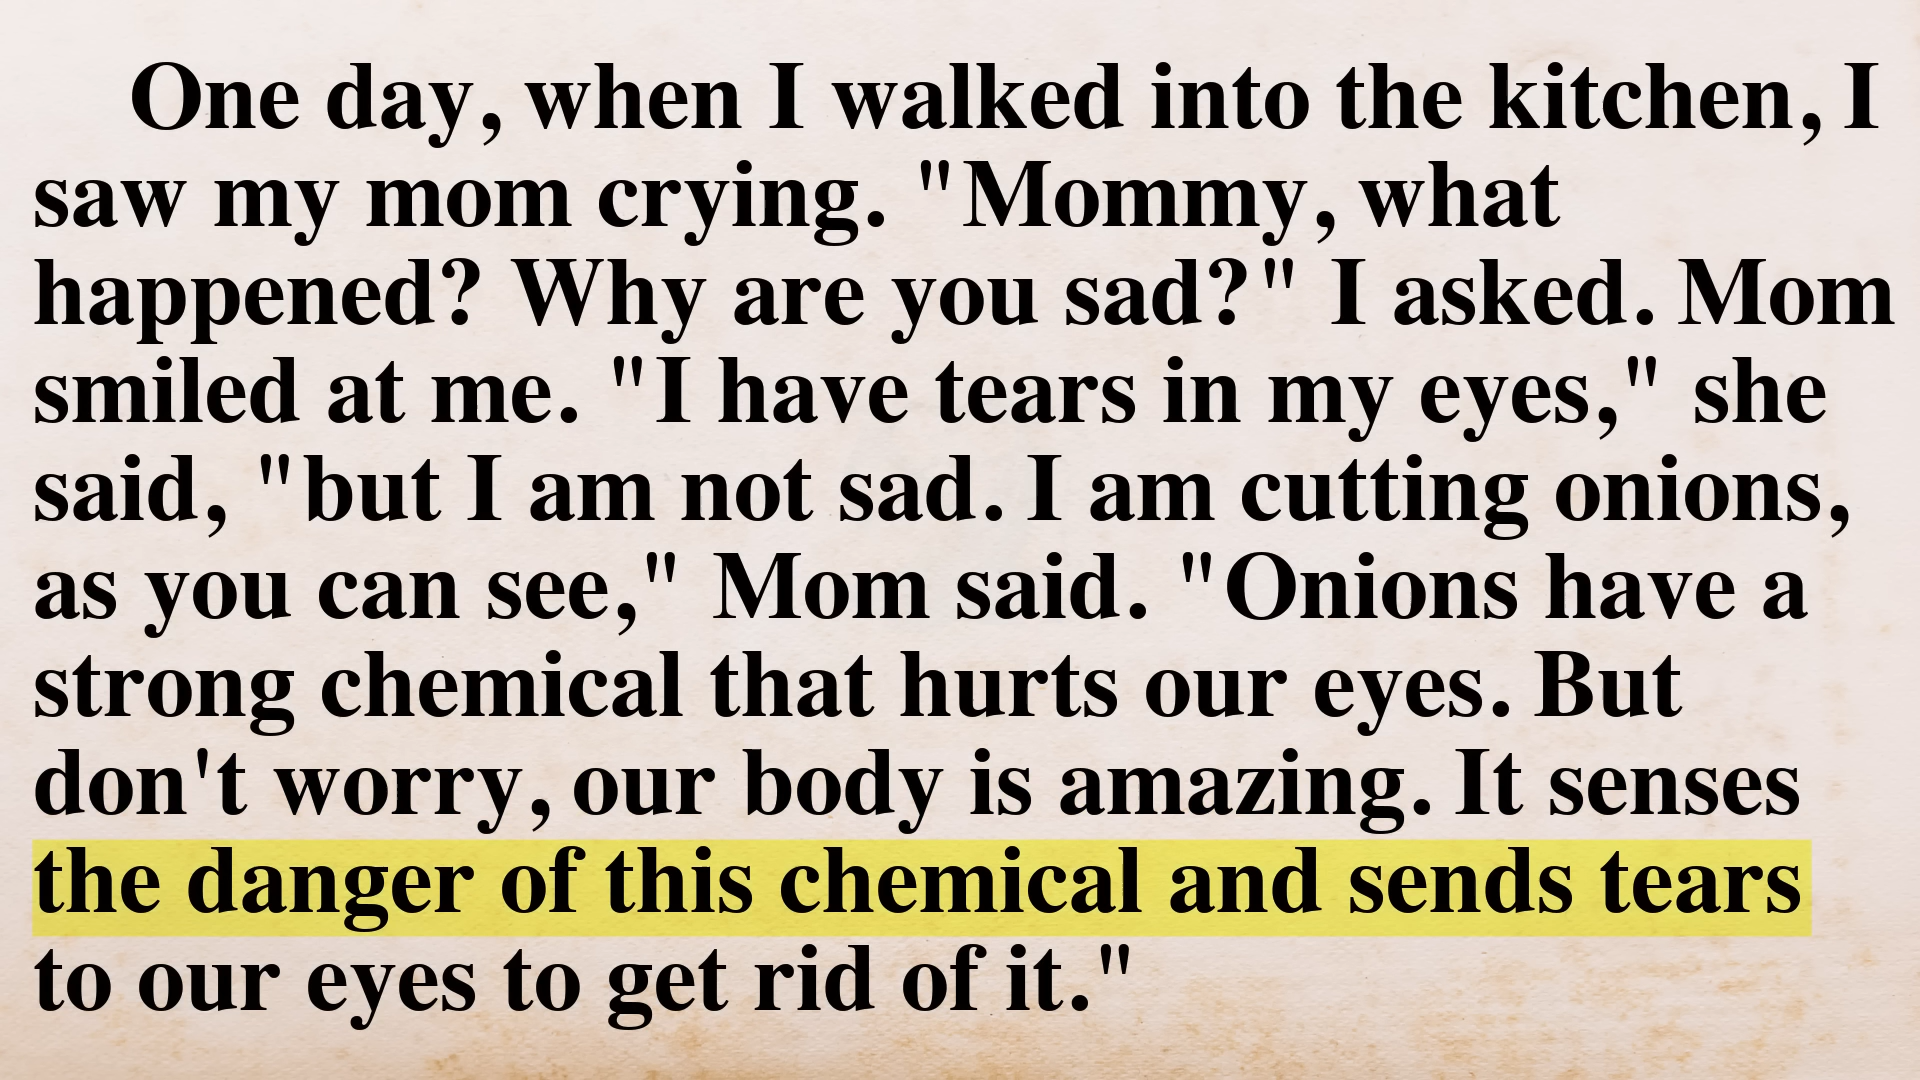 One day, when I walked into the kitchen, I
saw my mom crying. "Mommy, what
happened? Why are you sad?" I asked. Mom
smiled at me. "I have tears in my eyes," she
said, "but I am not sad. I am cutting onions,
as you can see," Mom said. "Onions have a
strong chemical that hurts our eyes. But
don't worry, our body is amazing. It senses
the danger of this chemical and sends tears
to our eyes to get rid of it."